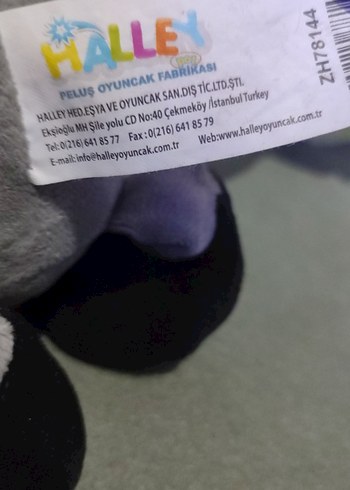 HALLEY
PELUŞ OYUNCAK FABRİKASI
HALLEY HED.EŞYA VE OYUNCAK SAN.DIŞ TİC.LTD.ŞTİ.
Ekşioğlu MH Şile yolu CD No:40 Çekmeköy /İstanbul Turkey
Tel:0(216) 641 85 77 Fax:0(216) 641 85 79
E-mail:info@halleyoyuncak.com.tr Web:www.halleyoyuncak.com.tr
ZH78144